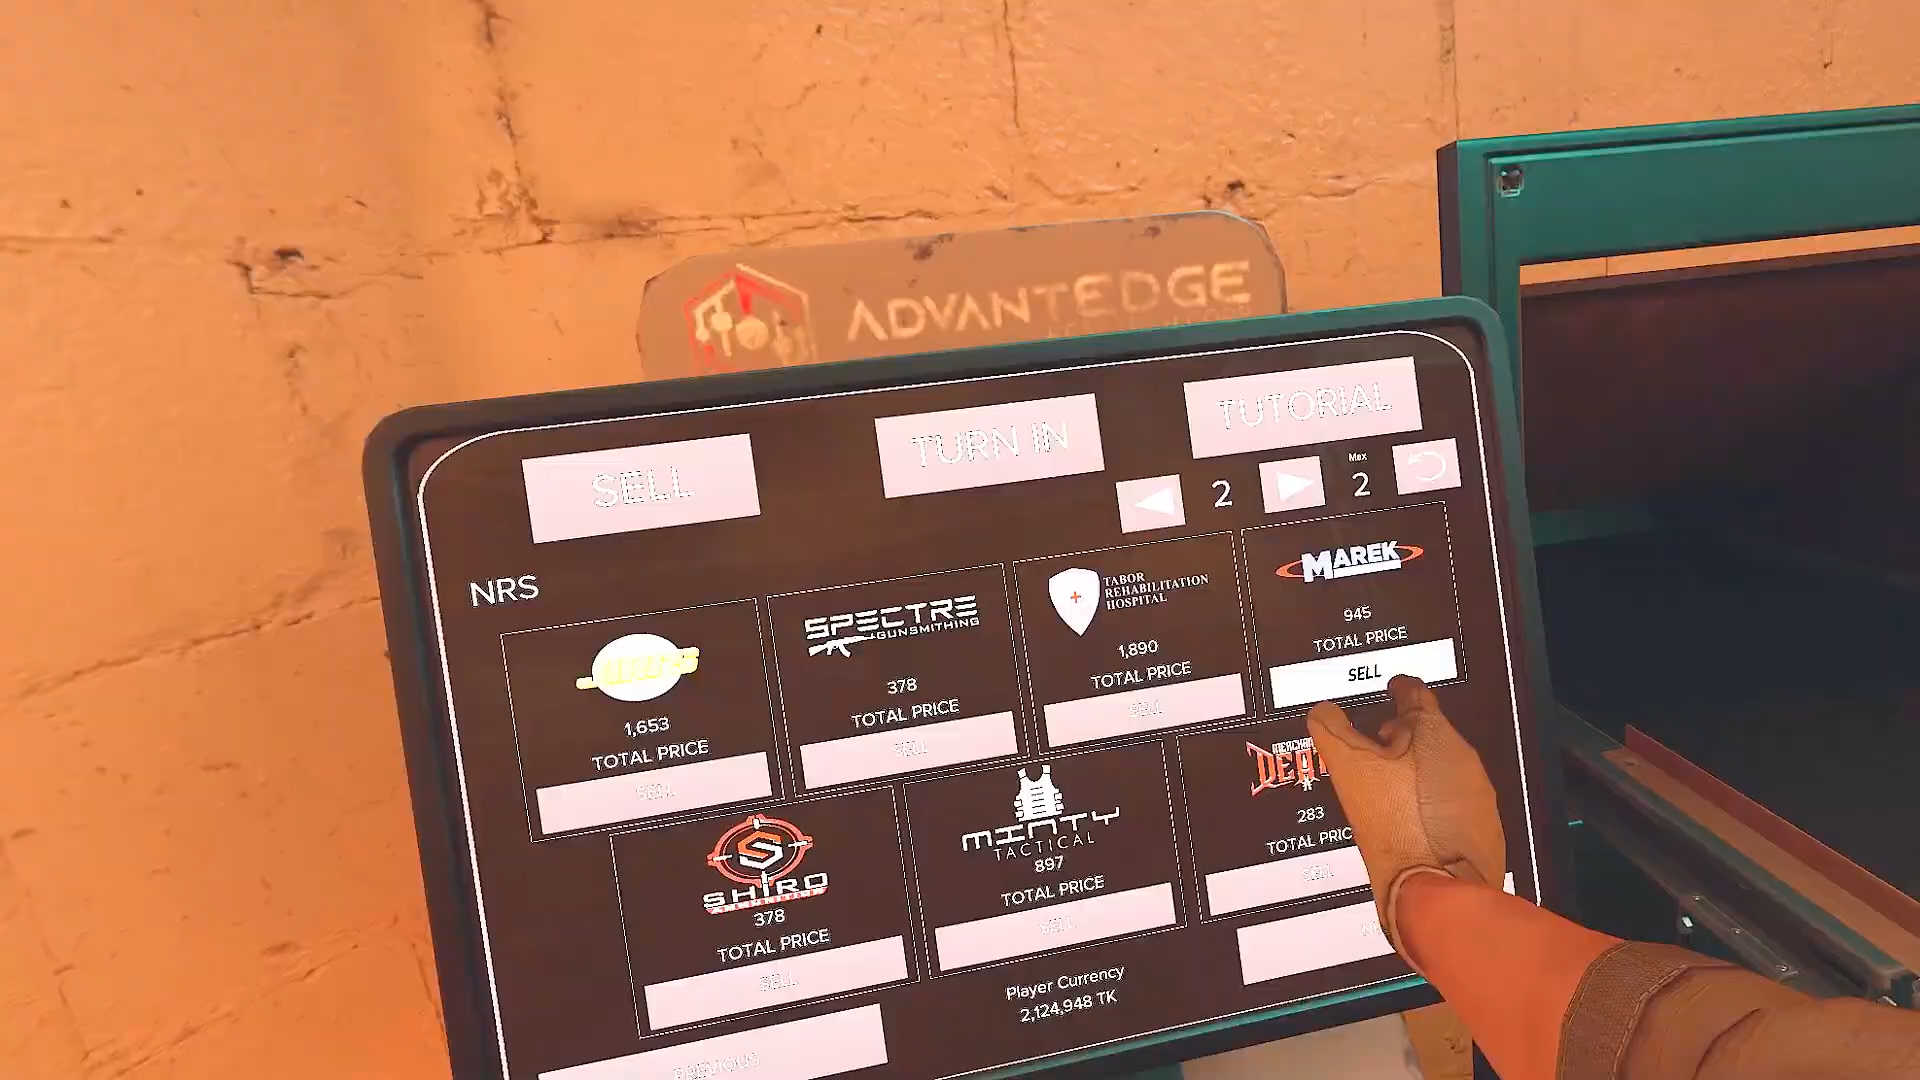 ADVANTEDGE
SELL
TURN IN
TUTORIAL
2
Max
2
NRS
SPECTRE
GUNSMITHING
TABOR
REHABILITATION
HOSPITAL
MAREK
1,653
TOTAL PRICE
SELL
378
TOTAL PRICE
SELL
1,890
TOTAL PRICE
SELL
945
TOTAL PRICE
SELL
SHIRO
378
TOTAL PRICE
SELL
MINTY
TACTICAL
897
TOTAL PRICE
SELL
283
TOTAL
SELL
Player Currency
2,124,948 TK
PREVIOUS